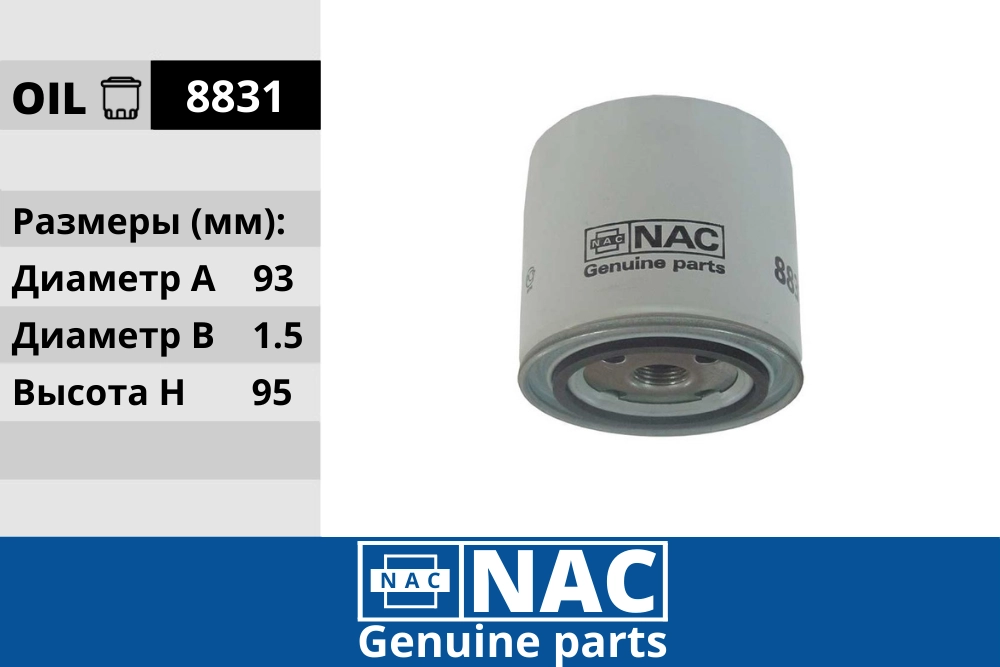 OIL 8831
Размеры (мм):
Диаметр А 93
Диаметр В 1.5
Высота Н 95
NAC NAC
Genuine parts
NAC NAC
Genuine parts